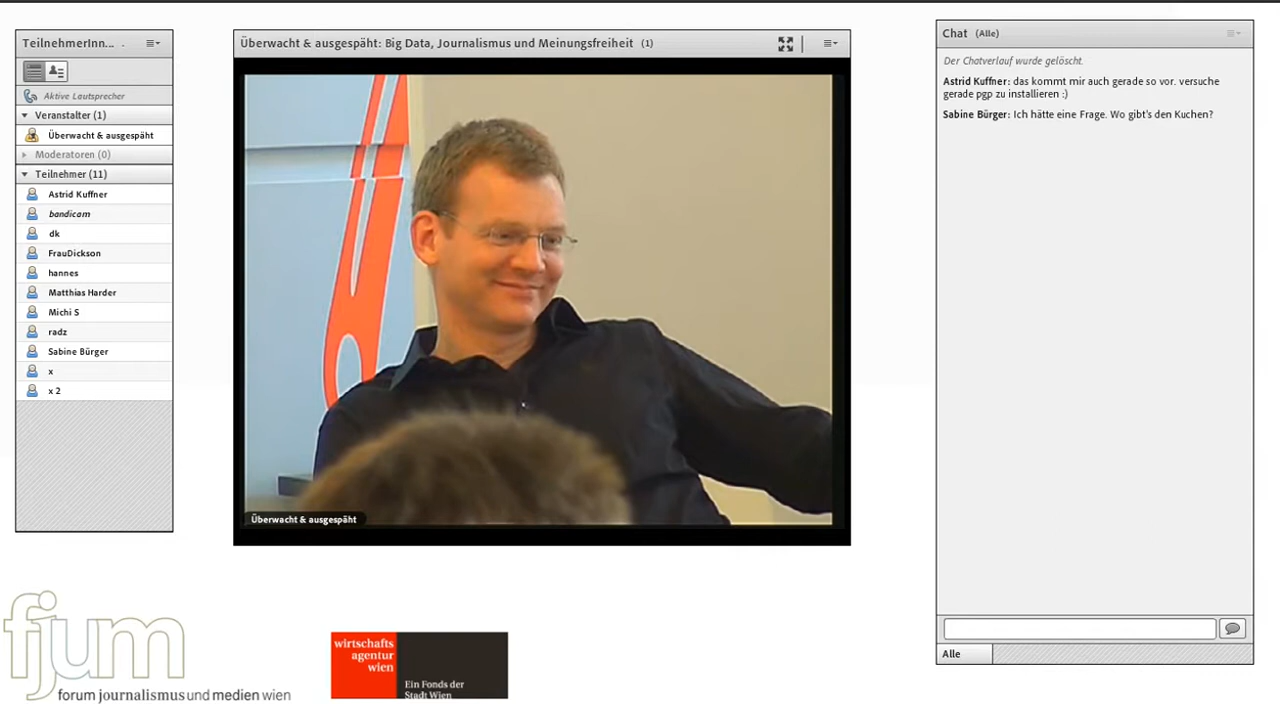 TeilnehmerInn... .
Aktive Lautsprecher
Veranstalter (1)
Überwacht & ausgespäht
Moderatoren (0)
Teilnehmer (11)
Astrid Kuffner
bandicam
dk
FrauDickson
hannes
Matthias Harder
Michi S
radz
Sabine Bürger
x
x 2
Überwacht & ausgespäht: Big Data, Journalismus und Meinungsfreiheit (1)
Überwacht & ausgespäht
Chat (Alle)
Der Chatverlauf wurde gelöscht.
Astrid Kuffner: das kommt mir auch gerade so vor. versuche
gerade pgp zu installieren :)
Sabine Bürger: Ich hätte eine Frage. Wo gibt's den Kuchen?
Alle
fjum
forum journalismus und medien wien
wirtschafts
agentur
wien
Ein Fonds der
Stadt Wien